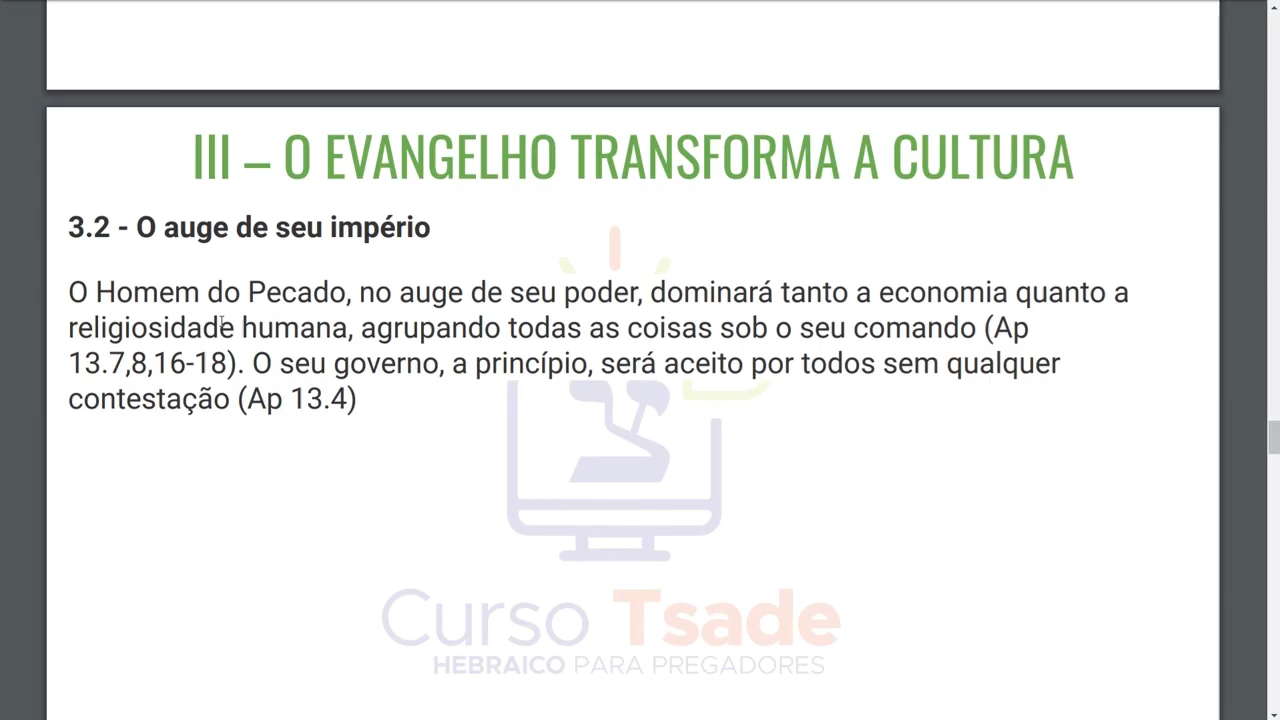 III – O EVANGELHO TRANSFORMA A CULTURA
3.2 - O auge de seu império
O Homem do Pecado, no auge de seu poder, dominará tanto a economia quanto a
religiosidade humana, agrupando todas as coisas sob o seu comando (Ap
13.7,8,16-18). O seu governo, a princípio, será aceito por todos sem qualquer
contestação (Ap 13.4)
צ
Curso Tsade
HEBRAICO PARA PREGADORES